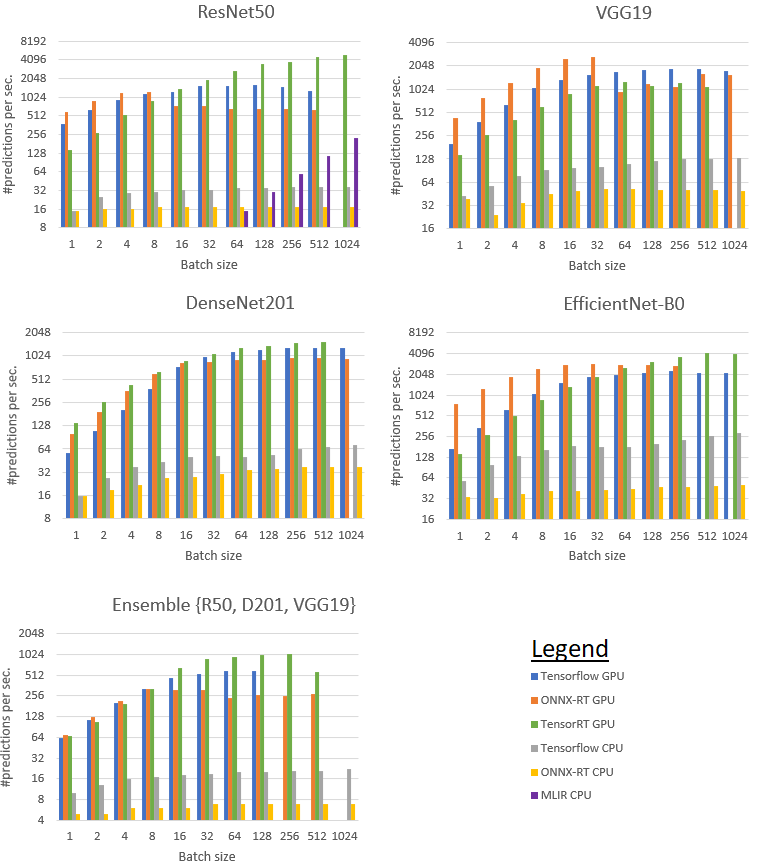 ResNet50
#predictions per sec.
8192
4096
2048
1024
512
256
128
64
32
16
8
1 2 4 8 16 32 64 128 256 512 1024
Batch size
VGG19
#predictions per sec.
4096
2048
1024
512
256
128
64
32
16
1 2 4 8 16 32 64 128 256 512 1024
Batch size
DenseNet201
#predictions per sec.
2048
1024
512
256
128
64
32
16
8
1 2 4 8 16 32 64 128 256 512 1024
Batch size
EfficientNet-B0
#predictions per sec.
8192
4096
2048
1024
512
256
128
64
32
16
1 2 4 8 16 32 64 128 256 512 1024
Batch size
Ensemble {R50, D201, VGG19}
#predictions per sec.
2048
1024
512
256
128
64
32
16
8
4
1 2 4 8 16 32 64 128 256 512 1024
Batch size
Legend
Tensorflow GPU
ONNX-RT GPU
TensorRT GPU
Tensorflow CPU
ONNX-RT CPU
MLIR CPU